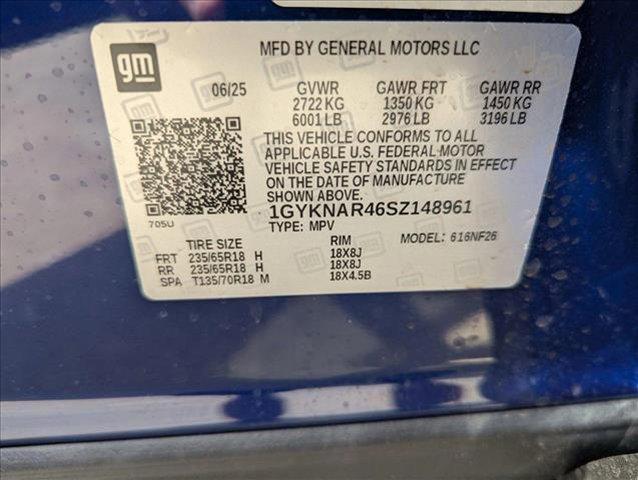 gm
MFD BY GENERAL MOTORS LLC
06/25 GVWR GAWR FRT GAWR RR
2722 KG 1350 KG 1450 KG
6001 LB 2976 LB 3196 LB
THIS VEHICLE CONFORMS TO ALL
APPLICABLE U.S. FEDERAL MOTOR
VEHICLE SAFETY STANDARDS IN EFFECT
ON THE DATE OF MANUFACTURE
SHOWN ABOVE.
705U
1GYKNAR46SZ148961
TYPE: MPV MODEL: 616NF26
TIRE SIZE RIM
FRT 235/65R18 H 18X8J
RR 235/65R18 H 18X8J
SPA T135/70R18 M 18X4.5B